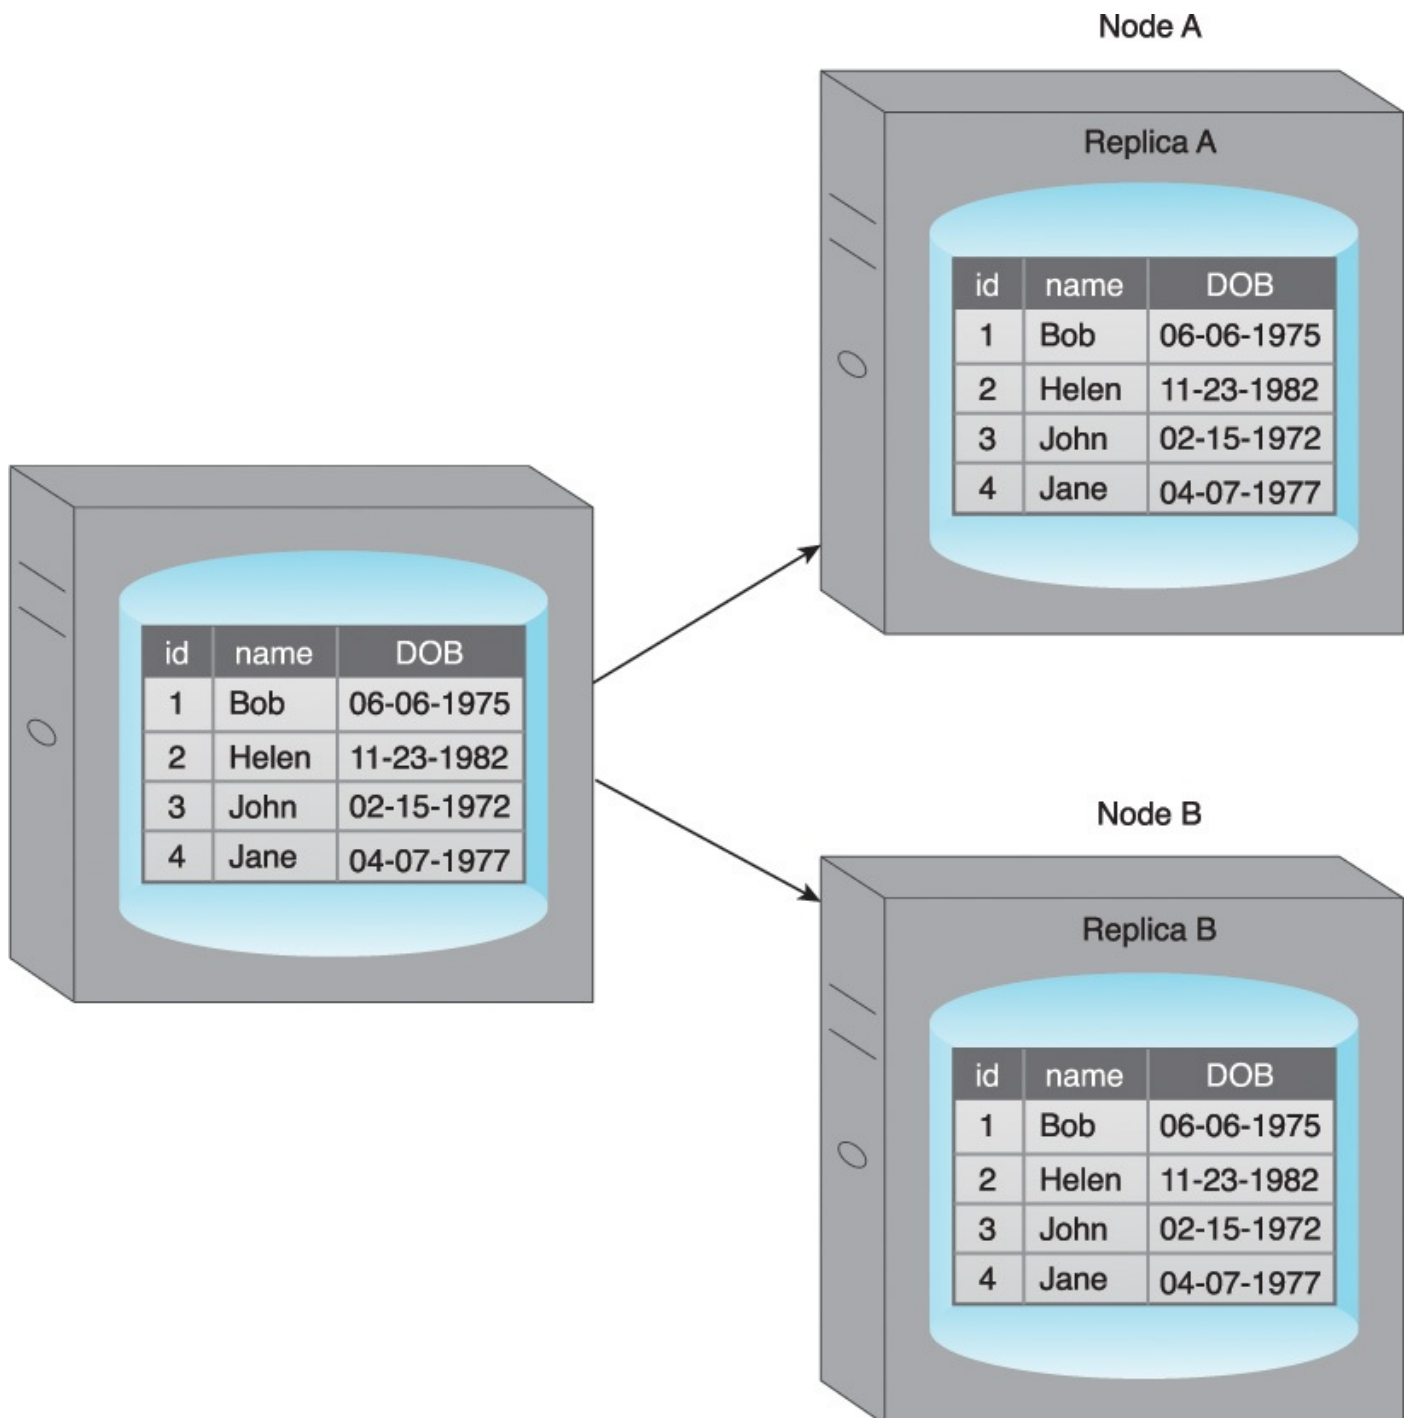 Node A
Replica A
id name DOB
1 Bob 06-06-1975
2 Helen 11-23-1982
3 John 02-15-1972
4 Jane 04-07-1977
id name DOB
1 Bob 06-06-1975
2 Helen 11-23-1982
3 John 02-15-1972
4 Jane 04-07-1977
Node B
Replica B
id name DOB
1 Bob 06-06-1975
2 Helen 11-23-1982
3 John 02-15-1972
4 Jane 04-07-1977